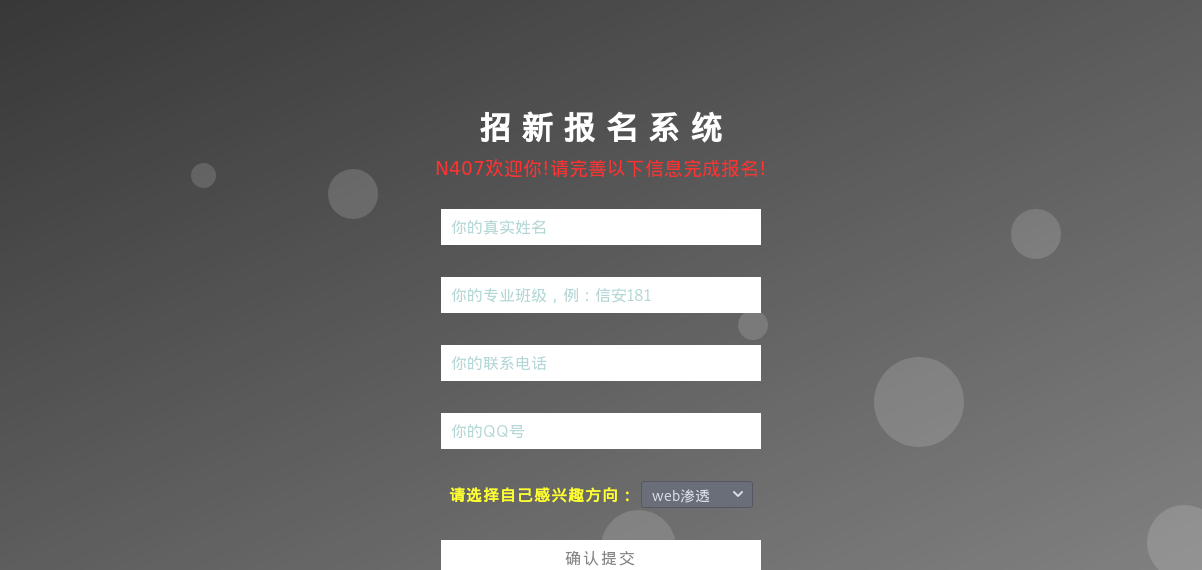 招新报名系统
N407欢迎你!请完善以下信息完成报名!
你的真实姓名
你的专业班级，例：信安181
你的联系电话
你的QQ号
请选择自己感兴趣方向： web渗透
确认提交